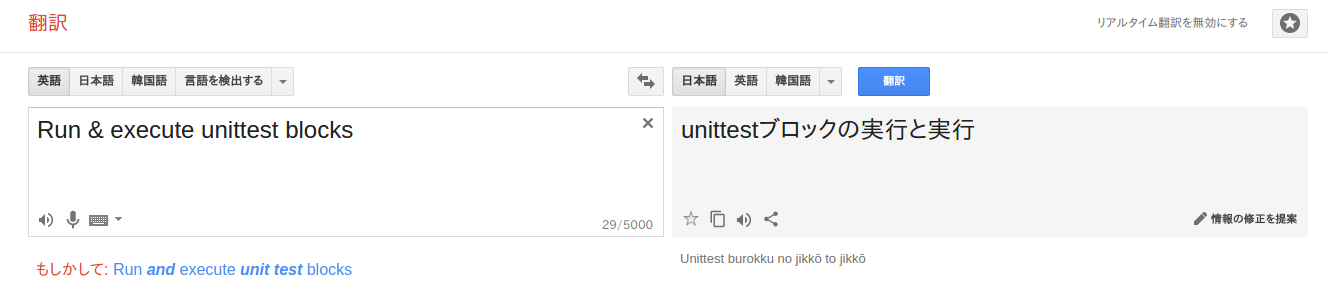 翻訳
リアルタイム翻訳を無効にする
英語 日本語 韓国語 言語を検出する
日本語 英語 韓国語
翻訳
Run & execute unittest blocks
29/5000
unittestブロックの実行と実行
情報の修正を提案
もしかして: Run and execute unit test blocks
Unittest burokku no jikkō to jikkō